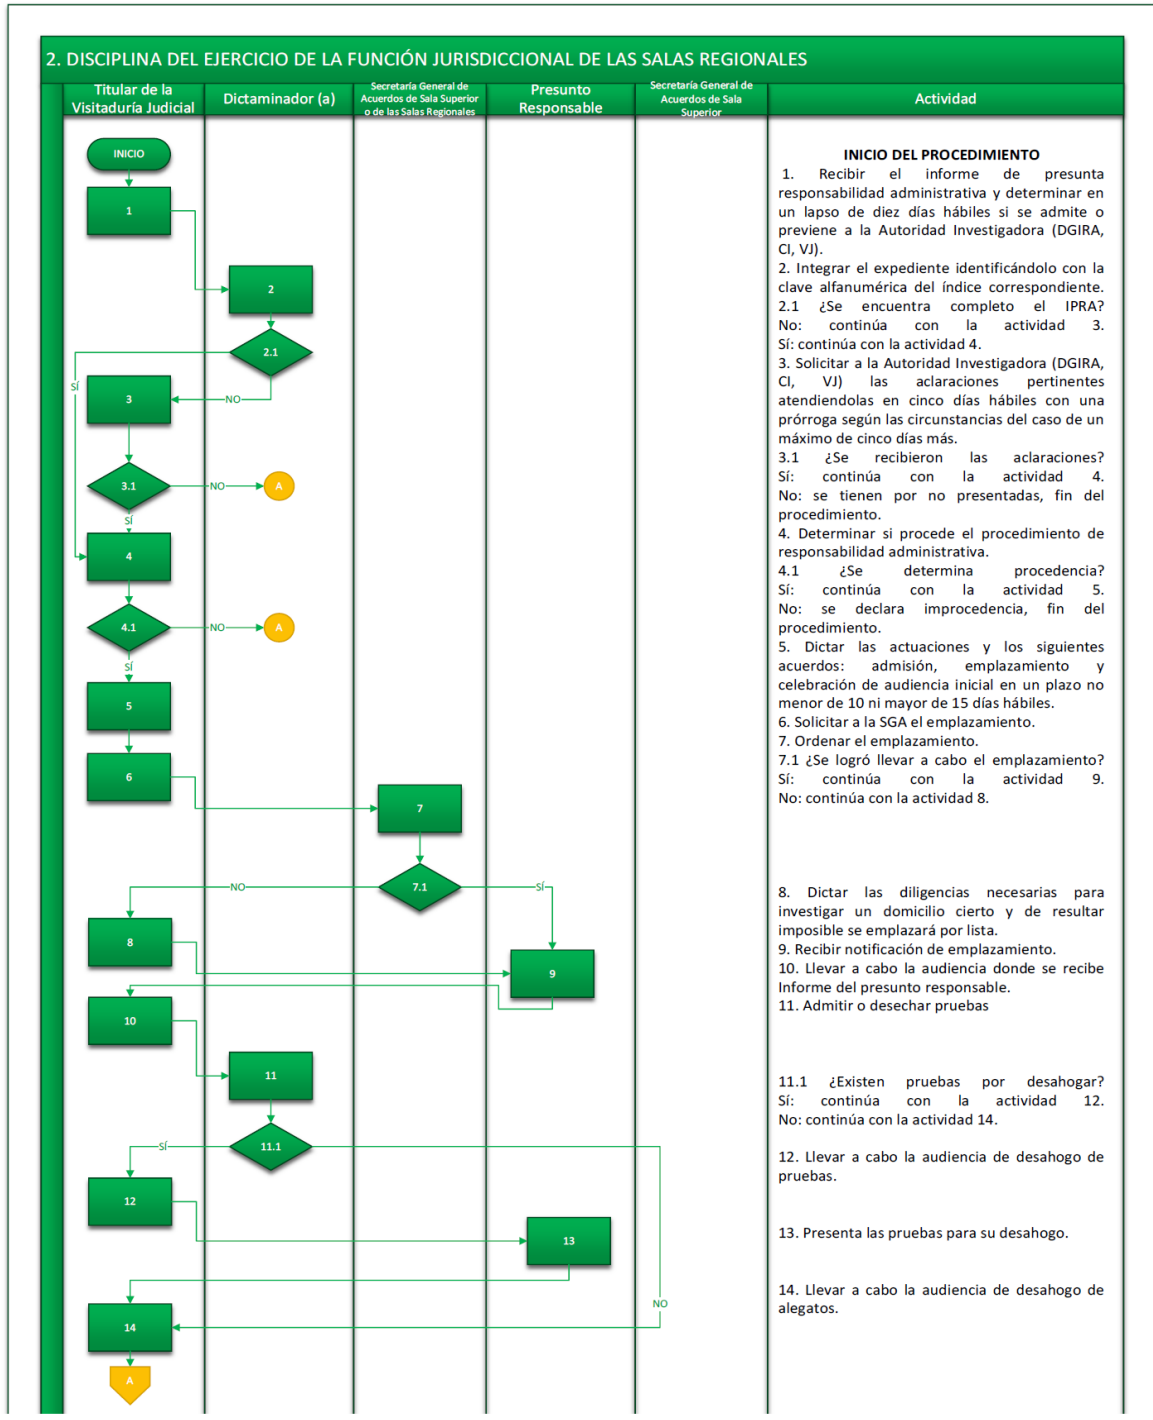 2. DISCIPLINA DEL EJERCICIO DE LA FUNCIÓN JURISDICCIONAL DE LAS SALAS REGIONALES
Titular de la
Visitaduría Judicial
Dictaminador (a)
Secretaría General de
Acuerdos de Sala Superior
o de las Salas Regionales
Presunto
Responsable
Secretaría General de
Acuerdos de Sala
Superior
Actividad
INICIO
1
2
2.1
SÍ
3
NO
3.1
NO
A
SÍ
4
4.1
NO
A
SÍ
5
6
7
7.1
NO
SÍ
8
9
10
11
11.1
SÍ
12
13
NO
14
A
INICIO DEL PROCEDIMIENTO
1. Recibir el informe de presunta
responsabilidad administrativa y determinar en
un lapso de diez días hábiles si se admite o
previene a la Autoridad Investigadora (DGIRA,
CI, VJ).
2. Integrar el expediente identificándolo con la
clave alfanumérica del índice correspondiente.
2.1 ¿Se encuentra completo el IPRA?
No: continúa con la actividad 3.
Sí: continúa con la actividad 4.
3. Solicitar a la Autoridad Investigadora (DGIRA,
CI, VJ) las aclaraciones pertinentes
atendiendolas en cinco días hábiles con una
prórroga según las circunstancias del caso de un
máximo de cinco días más.
3.1 ¿Se recibieron las aclaraciones?
Sí: continúa con la actividad 4.
No: se tienen por no presentadas, fin del
procedimiento.
4. Determinar si procede el procedimiento de
responsabilidad administrativa.
4.1 ¿Se determina procedencia?
Sí: continúa con la actividad 5.
No: se declara improcedencia, fin del
procedimiento.
5. Dictar las actuaciones y los siguientes
acuerdos: admisión, emplazamiento y
celebración de audiencia inicial en un plazo no
menor de 10 ni mayor de 15 días hábiles.
6. Solicitar a la SGA el emplazamiento.
7. Ordenar el emplazamiento.
7.1 ¿Se logró llevar a cabo el emplazamiento?
Sí: continúa con la actividad 9.
No: continúa con la actividad 8.
8. Dictar las diligencias necesarias para
investigar un domicilio cierto y de resultar
imposible se emplazará por lista.
9. Recibir notificación de emplazamiento.
10. Llevar a cabo la audiencia donde se recibe
Informe del presunto responsable.
11. Admitir o desechar pruebas
11.1 ¿Existen pruebas por desahogar?
Sí: continúa con la actividad 12.
No: continúa con la actividad 14.
12. Llevar a cabo la audiencia de desahogo de
pruebas.
13. Presenta las pruebas para su desahogo.
14. Llevar a cabo la audiencia de desahogo de
alegatos.